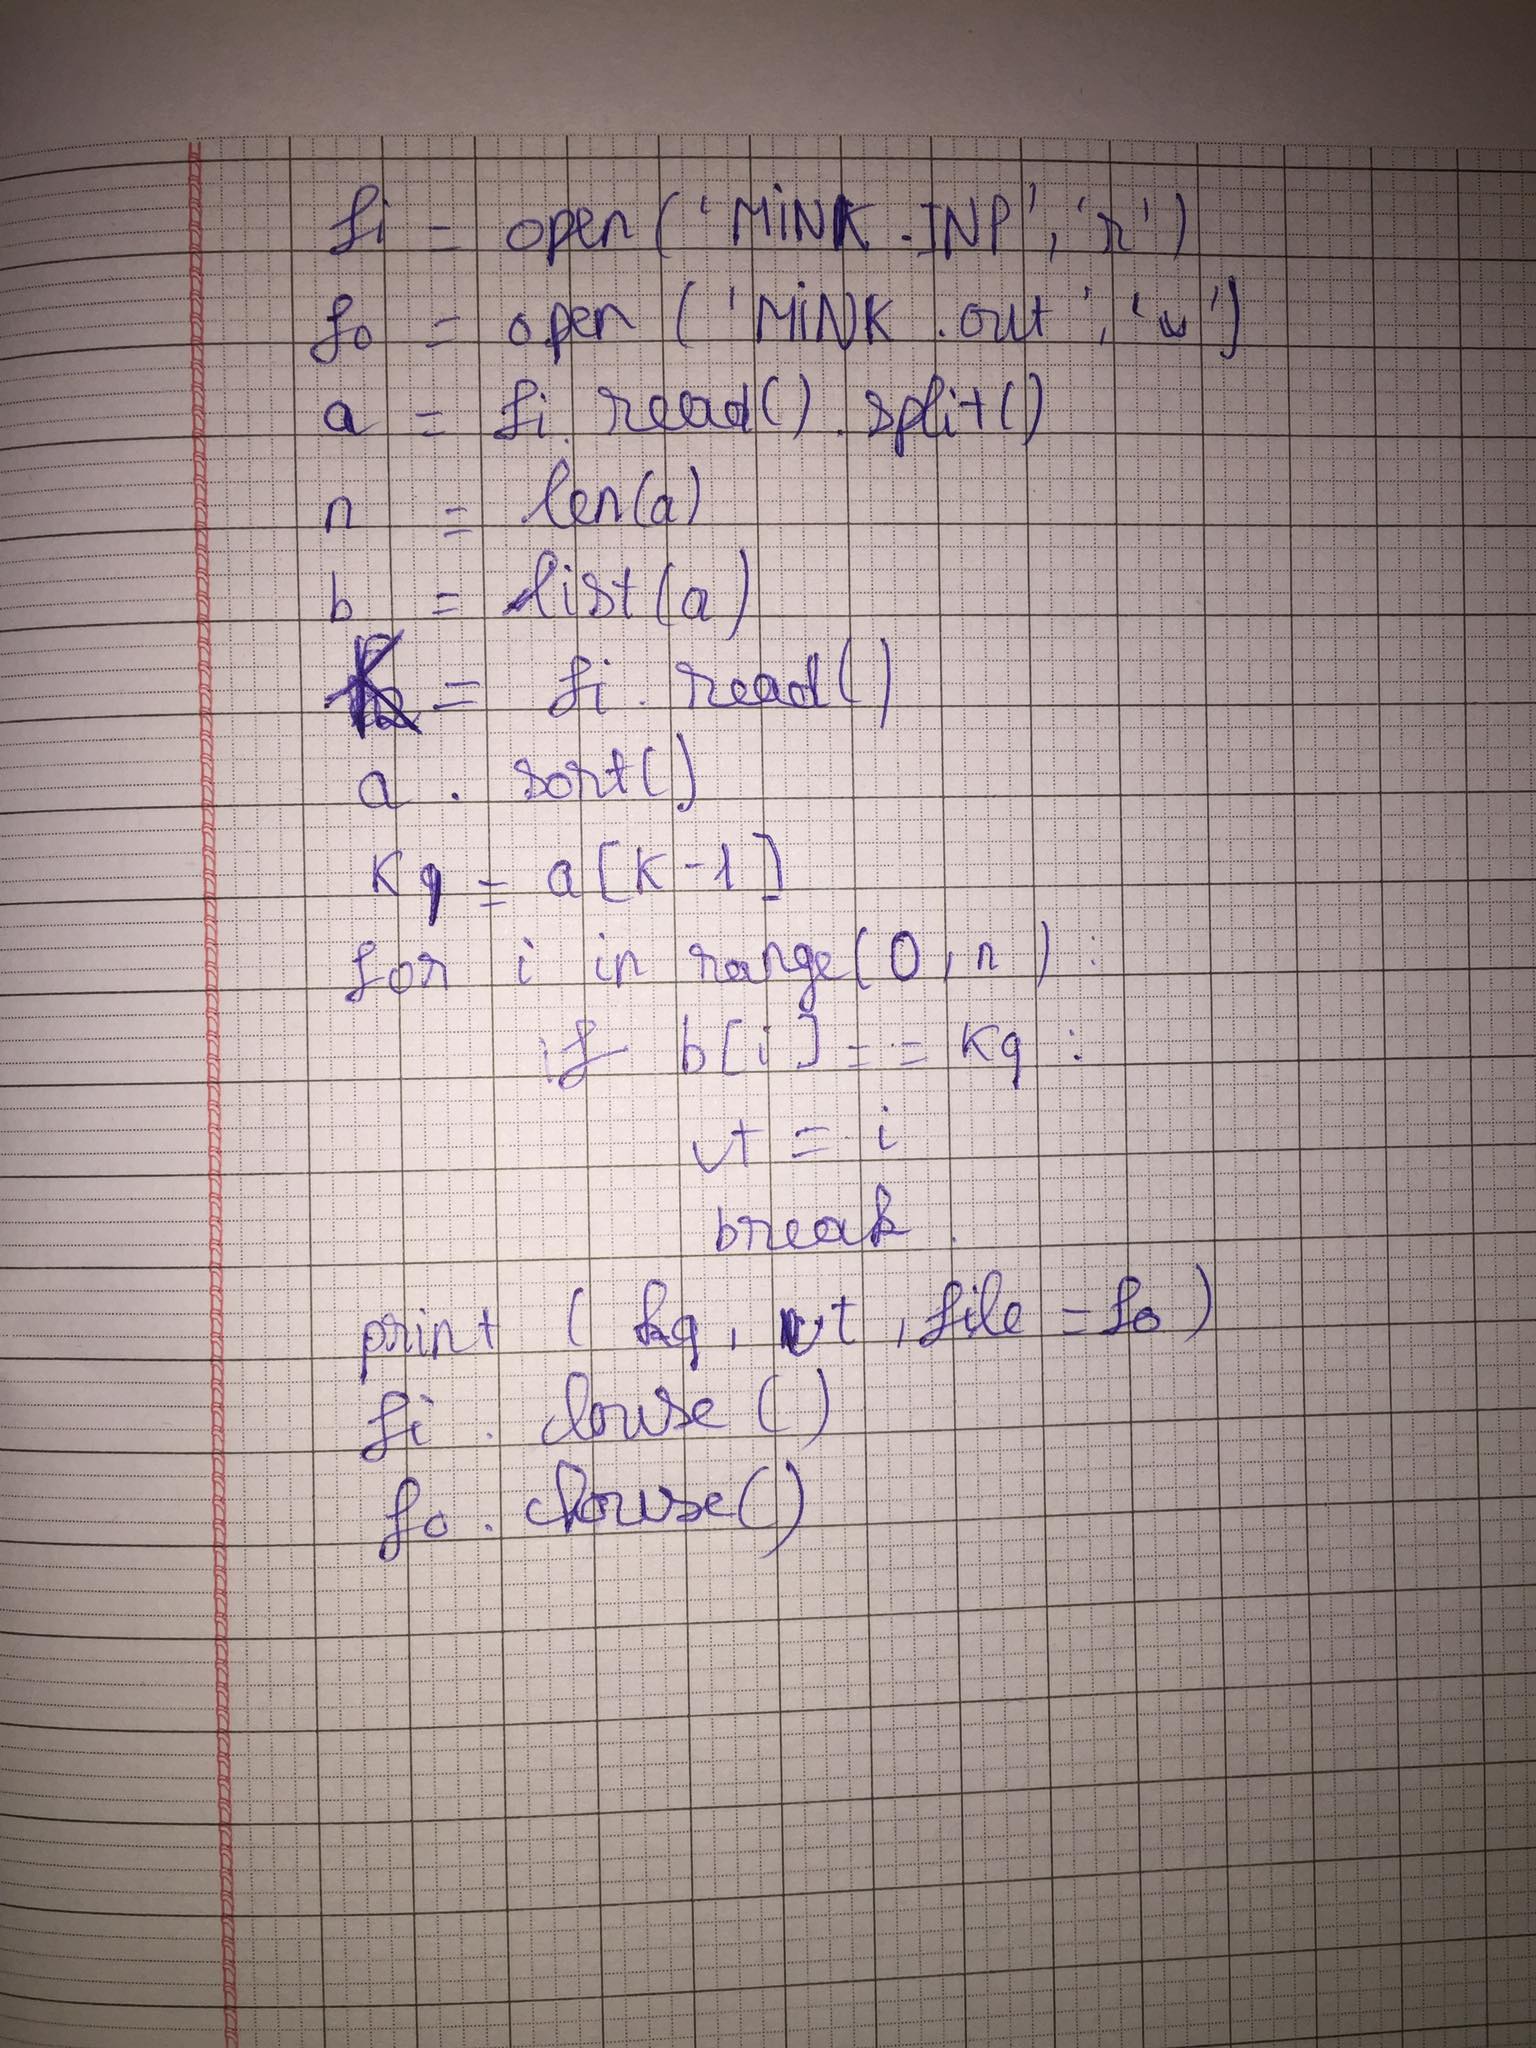 fi = open('MiNK.INP', 'r')
fo = open('MiNK.out', 'w')
a = fi.read().split()
n = len(a)
b = list(a)
K = fi.read()
a.sort()
Kq = a[K-1]
for i in range(0,n):
if b[i]== Kq:
vt = i
break
print (kq, vt, file=fo)
fi. clouse()
fo. clouse()